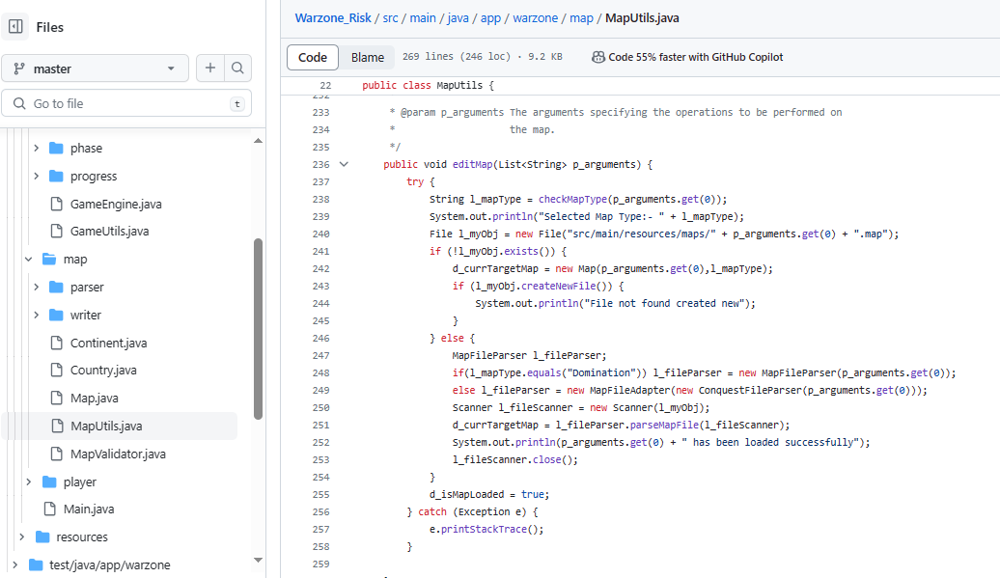 Files
master
Go to file
t
phase
progress
GameEngine.java
GameUtils.java
map
parser
writer
Continent.java
Country.java
Map.java
MapUtils.java
MapValidator.java
player
Main.java
resources
test/java/app/warzone
Warzone_Risk / src / main / java / app / warzone / map / MapUtils.java
Code
Blame
269 lines (246 loc) · 9.2 KB
Code 55% faster with GitHub Copilot
22 public class MapUtils {
232
233 * @param p_arguments The arguments specifying the operations to be performed on
234 * the map.
235 */
236 public void editMap(List<String> p_arguments) {
237 try {
238 String l_mapType = checkMapType(p_arguments.get(0));
239 System.out.println("Selected Map Type:- " + l_mapType);
240 File l_myObj = new File("src/main/resources/maps/" + p_arguments.get(0) + ".map");
241 if (!l_myObj.exists()) {
242 d_currTargetMap = new Map(p_arguments.get(0),l_mapType);
243 if (l_myObj.createNewFile()) {
244 System.out.println("File not found created new");
245 }
246 } else {
247 MapFileParser l_fileParser;
248 if(l_mapType.equals("Domination")) l_fileParser = new MapFileParser(p_arguments.get(0));
249 else l_fileParser = new MapFileAdapter(new ConquestFileParser(p_arguments.get(0)));
250 Scanner l_fileScanner = new Scanner(l_myObj);
251 d_currTargetMap = l_fileParser.parseMapFile(l_fileScanner);
252 System.out.println(p_arguments.get(0) + " has been loaded successfully");
253 l_fileScanner.close();
254 }
255 d_isMapLoaded = true;
256 } catch (Exception e) {
257 e.printStackTrace();
258 }
259